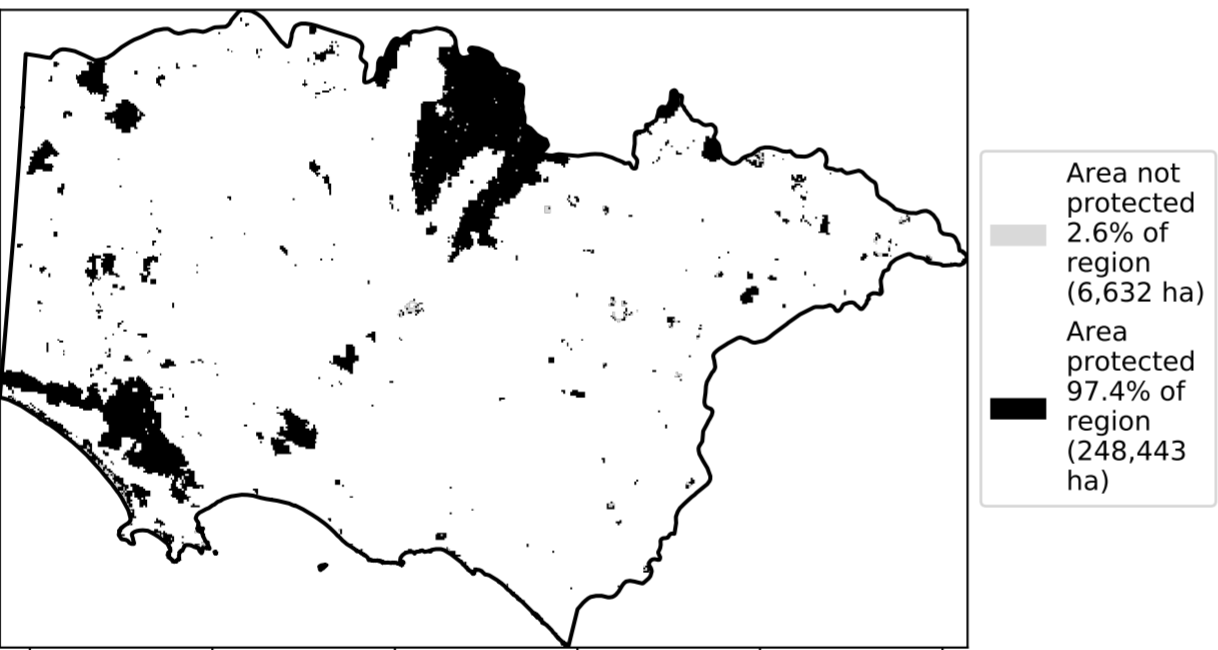 Area not
protected
2.6% of
region
(6,632 ha)
Area
protected
97.4% of
region
(248,443
ha)